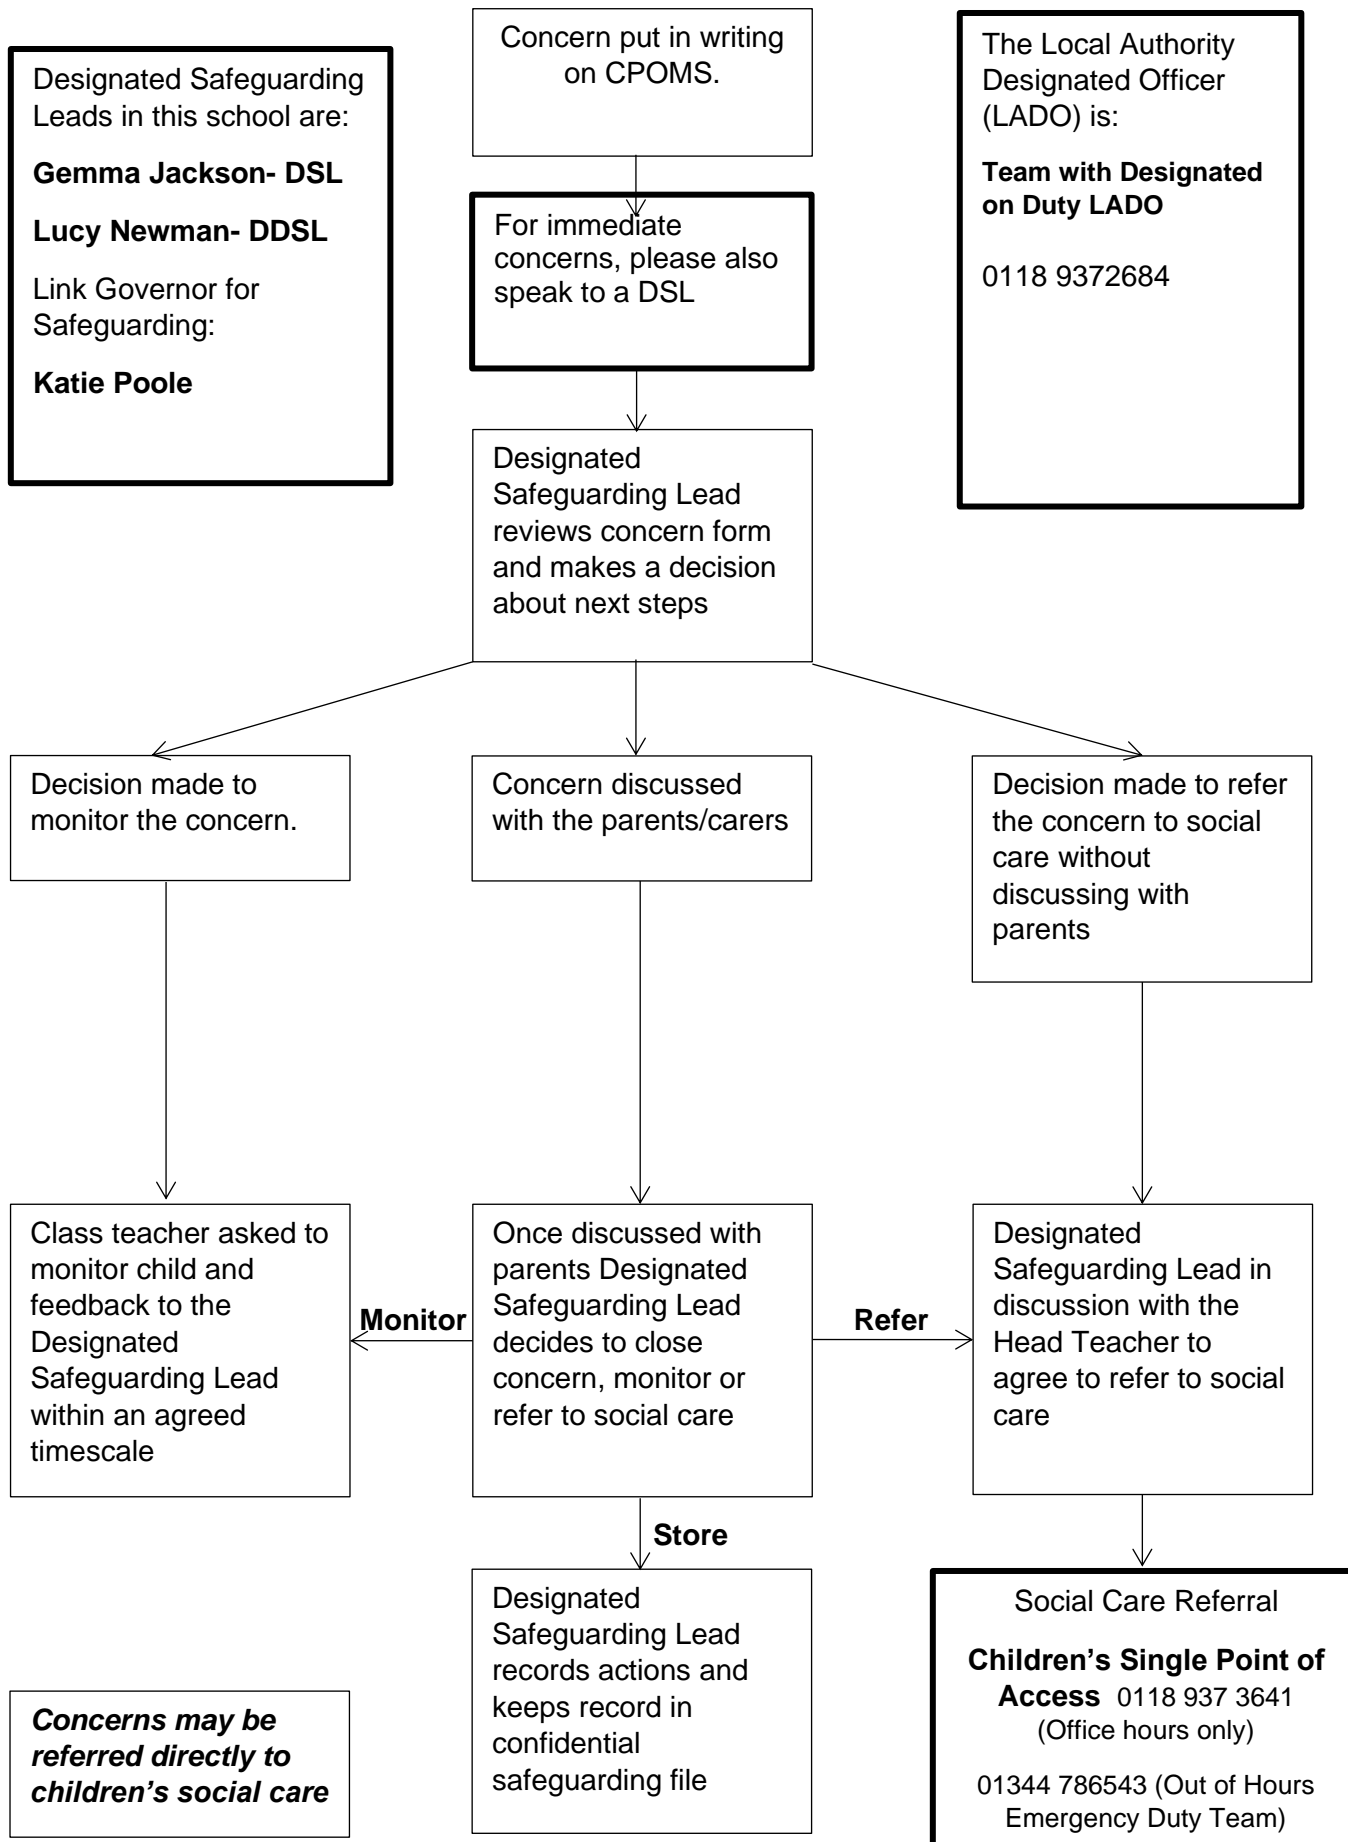 Designated Safeguarding
Leads in this school are:
Gemma Jackson- DSL
Lucy Newman- DDSL
Link Governor for
Safeguarding:
Katie Poole
Concern put in writing
on CPOMS.
The Local Authority
Designated Officer
(LADO) is:
Team with Designated
on Duty LADO
0118 9372684
For immediate
concerns, please also
speak to a DSL
Designated
Safeguarding Lead
reviews concern form
and makes a decision
about next steps
Decision made to
monitor the concern.
Concern discussed
with the parents/carers
Decision made to refer
the concern to social
care without
discussing with
parents
Class teacher asked to
monitor child and
feedback to the
Designated
Safeguarding Lead
within an agreed
timescale
Monitor
Once discussed with
parents Designated
Safeguarding Lead
decides to close
concern, monitor or
refer to social care
Refer
Designated
Safeguarding Lead in
discussion with the
Head Teacher to
agree to refer to social
care
Store
Designated
Safeguarding Lead
records actions and
keeps record in
confidential
safeguarding file
Social Care Referral
Children’s Single Point of
Access 0118 937 3641
(Office hours only)
01344 786543 (Out of Hours
Emergency Duty Team)
Concerns may be
referred directly to
children’s social care